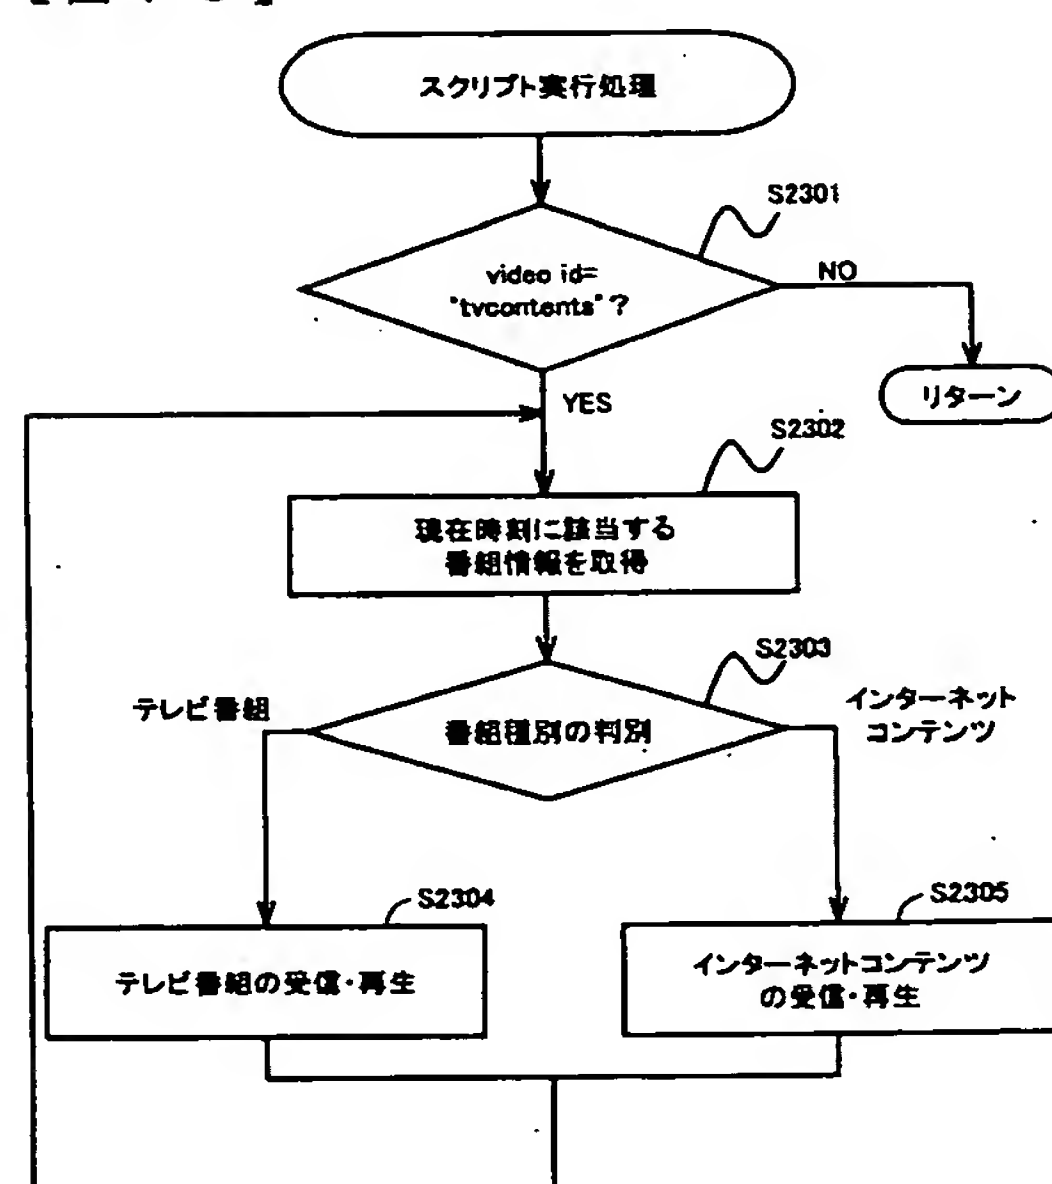 スクリプト実行処理
S2301
video id=
"tvcontents"?
NO
YES
リターン
S2302
現在時刻に該当する
番組情報を取得
S2303
テレビ番組
番組種別の判別
インターネット
コンテンツ
S2304
S2305
テレビ番組の受信・再生
インターネットコンテンツ
の受信・再生